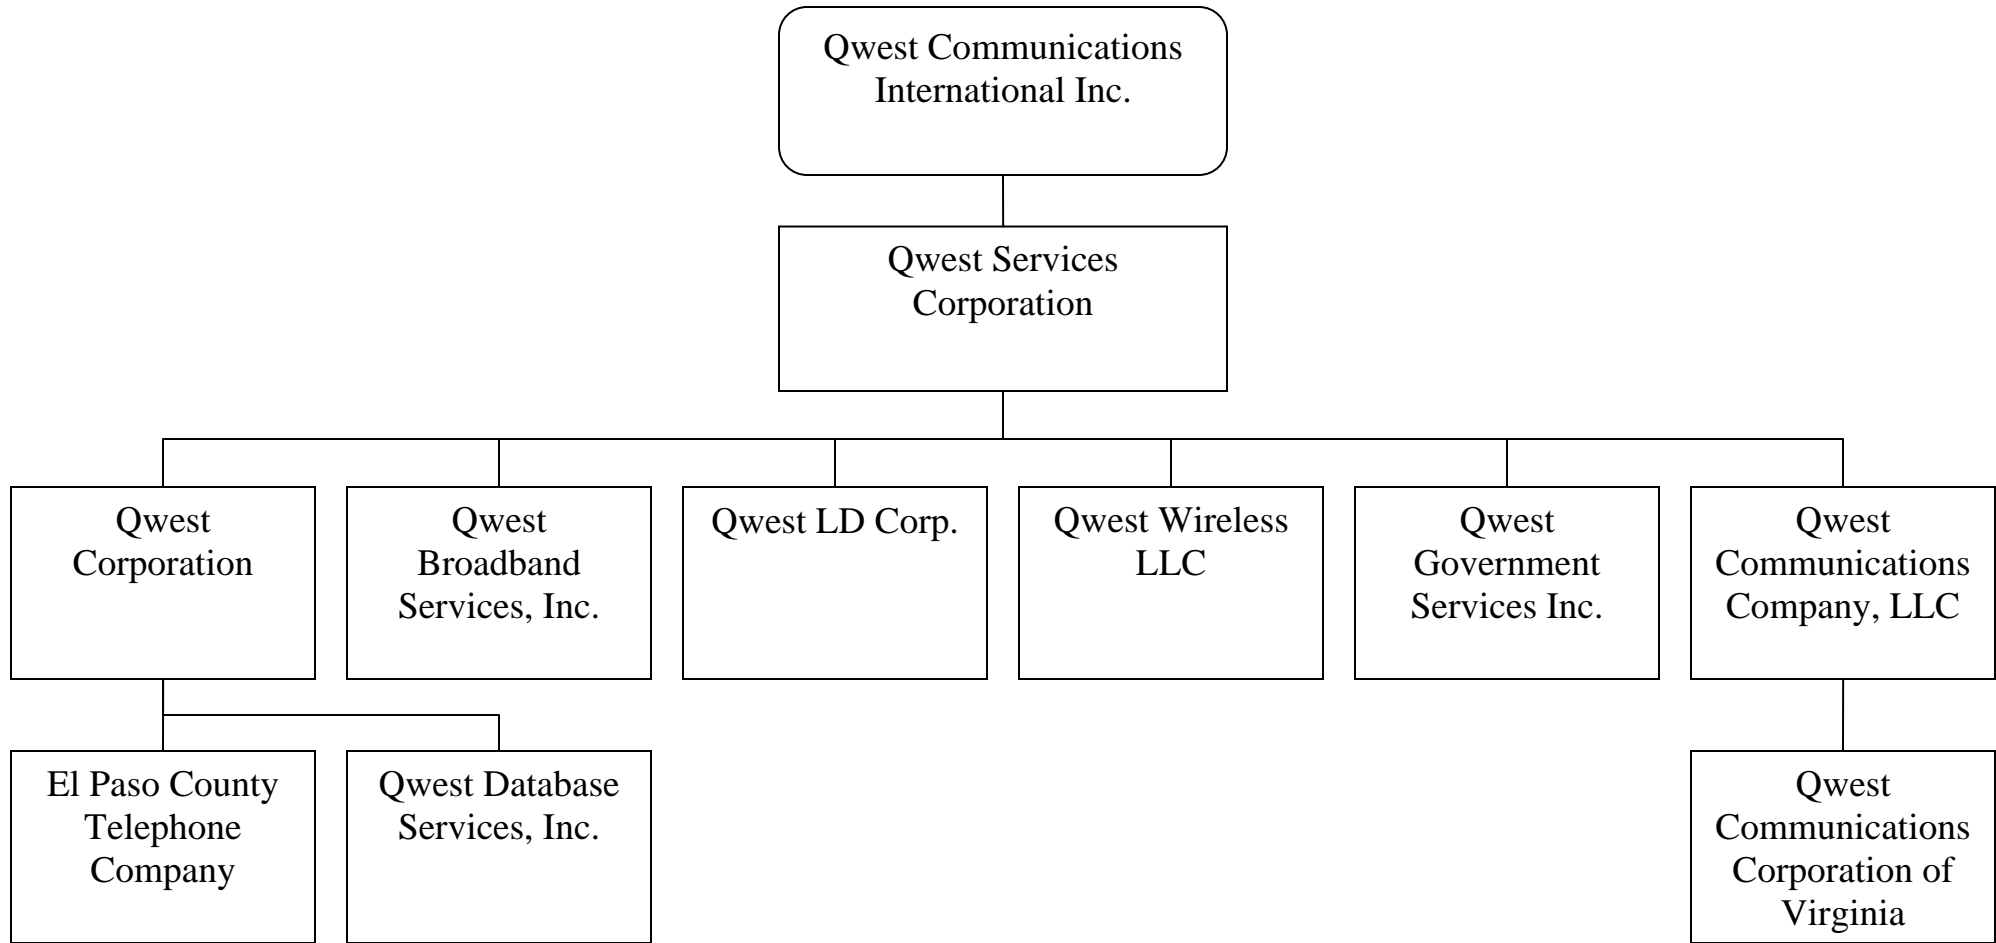 Qwest Communications
International Inc.
Qwest Services
Corporation
Qwest
Corporation
Qwest
Broadband
Services, Inc.
Qwest LD Corp.
Qwest Wireless
LLC
Qwest
Government
Services Inc.
Qwest
Communications
Company, LLC
El Paso County
Telephone
Company
Qwest Database
Services, Inc.
Qwest
Communications
Corporation of
Virginia